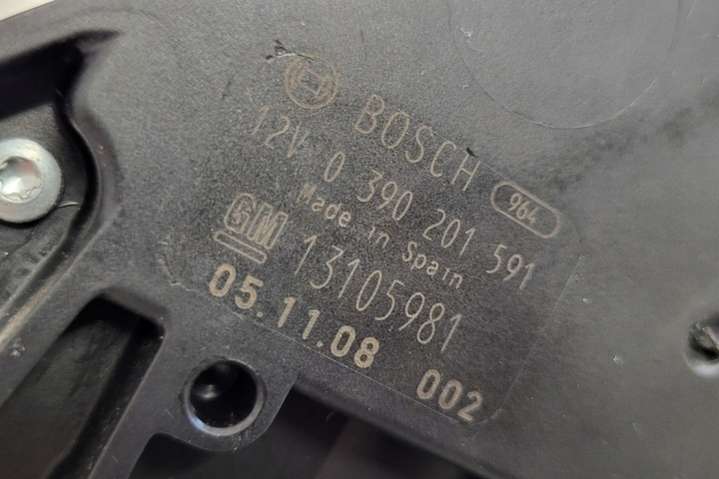 BOSCH 964
12V 0 390 201 591
Made in Spain
GM 13105981
05.11.08 002